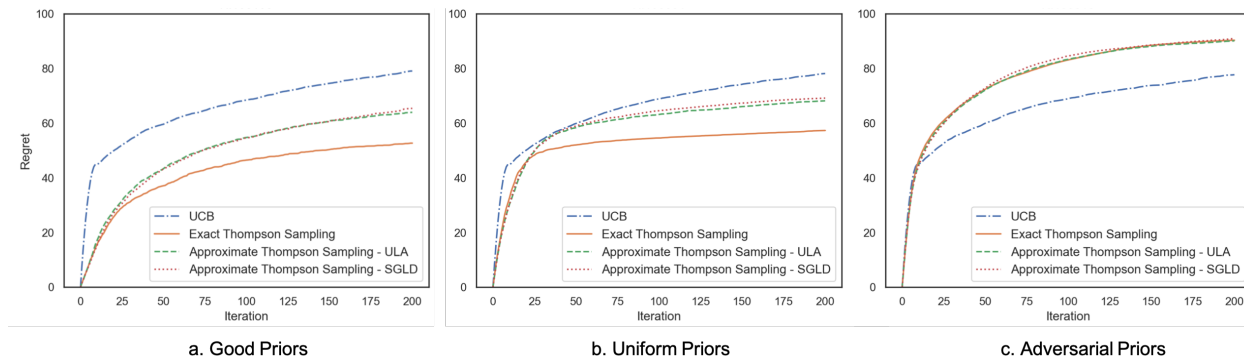 100
80
60
40
20
0
Regret
0 25 50 75 100 125 150 175 200
Iteration
UCB
Exact Thompson Sampling
Approximate Thompson Sampling - ULA
Approximate Thompson Sampling - SGLD
a. Good Priors
100
80
60
40
20
0
0 25 50 75 100 125 150 175 200
Iteration
UCB
Exact Thompson Sampling
Approximate Thompson Sampling - ULA
Approximate Thompson Sampling - SGLD
b. Uniform Priors
100
80
60
40
20
0
0 25 50 75 100 125 150 175 200
Iteration
UCB
Exact Thompson Sampling
Approximate Thompson Sampling - ULA
Approximate Thompson Sampling - SGLD
c. Adversarial Priors